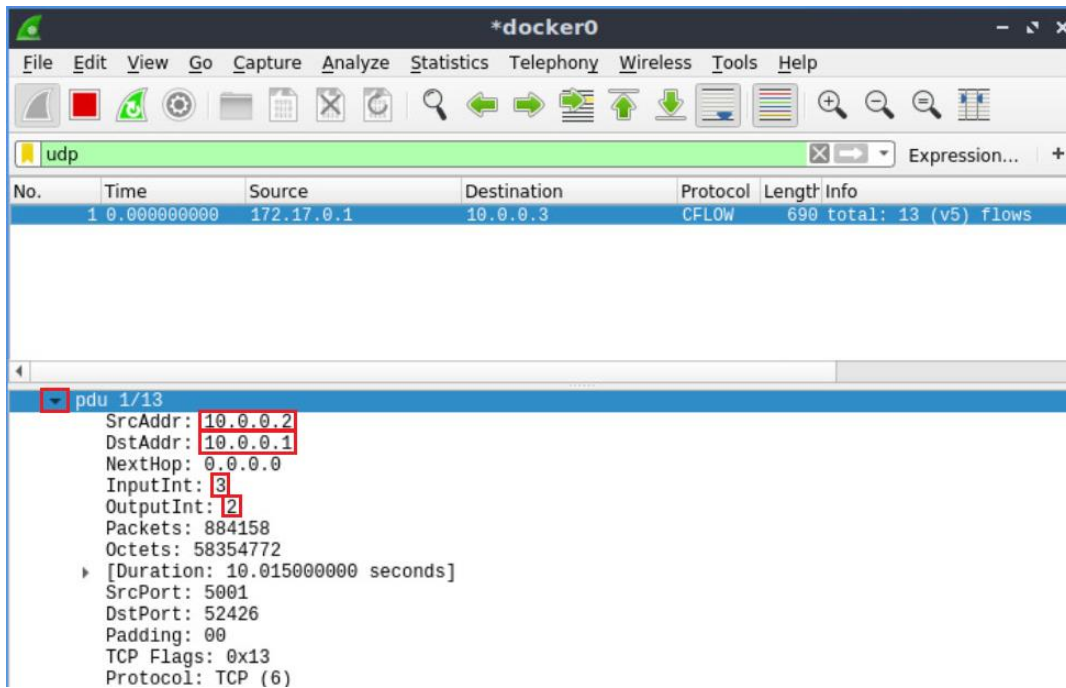 *docker0
File Edit View Go Capture Analyze Statistics Telephony Wireless Tools Help
udp Expression... +
No. Time Source Destination Protocol Length Info
1 0.000000000 172.17.0.1 10.0.0.3 CFLOW 690 total: 13 (v5) flows
pdu 1/13
SrcAddr: 10.0.0.2
DstAddr: 10.0.0.1
NextHop: 0.0.0.0
InputInt: 3
OutputInt: 2
Packets: 884158
Octets: 58354772
[Duration: 10.015000000 seconds]
SrcPort: 5001
DstPort: 52426
Padding: 00
TCP Flags: 0x13
Protocol: TCP (6)